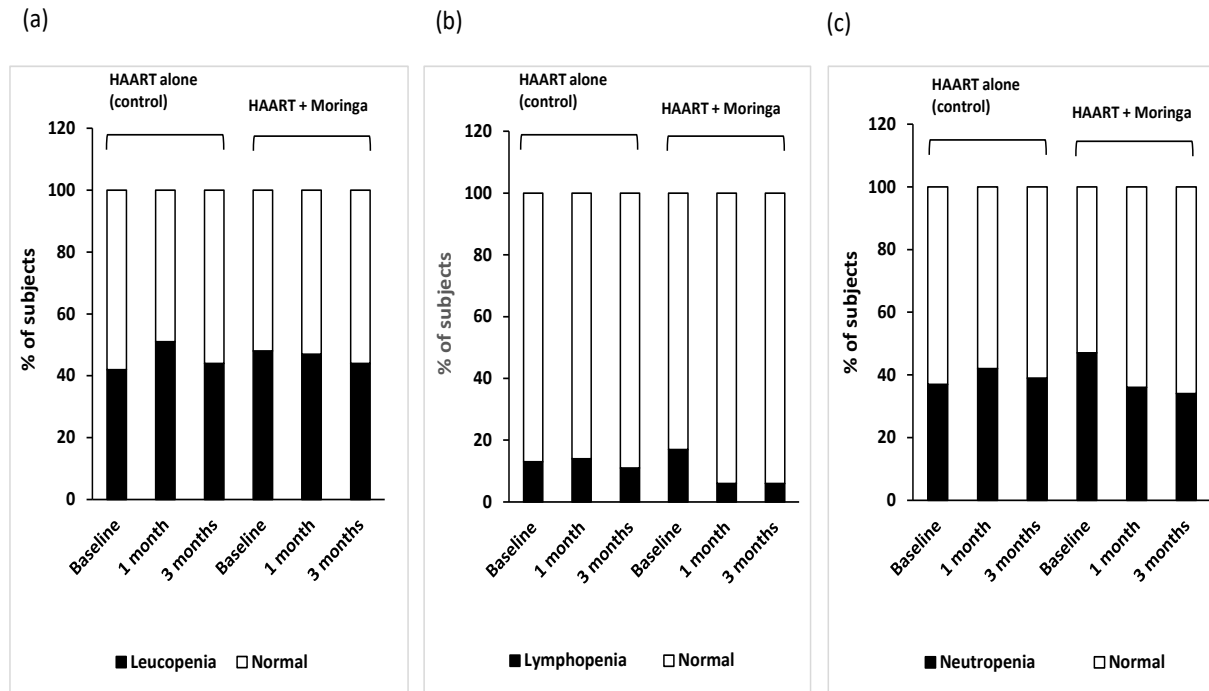 (a)
HAART alone
(control)
HAART + Moringa
120
100
80
60
40
20
0
% of subjects
Baseline
1 month
3 months
Baseline
1 month
3 months
Leucopenia
Normal
(b)
HAART alone
(control)
HAART + Moringa
120
100
80
60
40
20
0
% of subjects
Baseline
1 month
3 months
Baseline
1 month
3 months
Lymphopenia
Normal
(c)
HAART alone
(control)
HAART + Moringa
120
100
80
60
40
20
0
% of subjects
Baseline
1 month
3 months
Baseline
1 month
3 months
Neutropenia
Normal